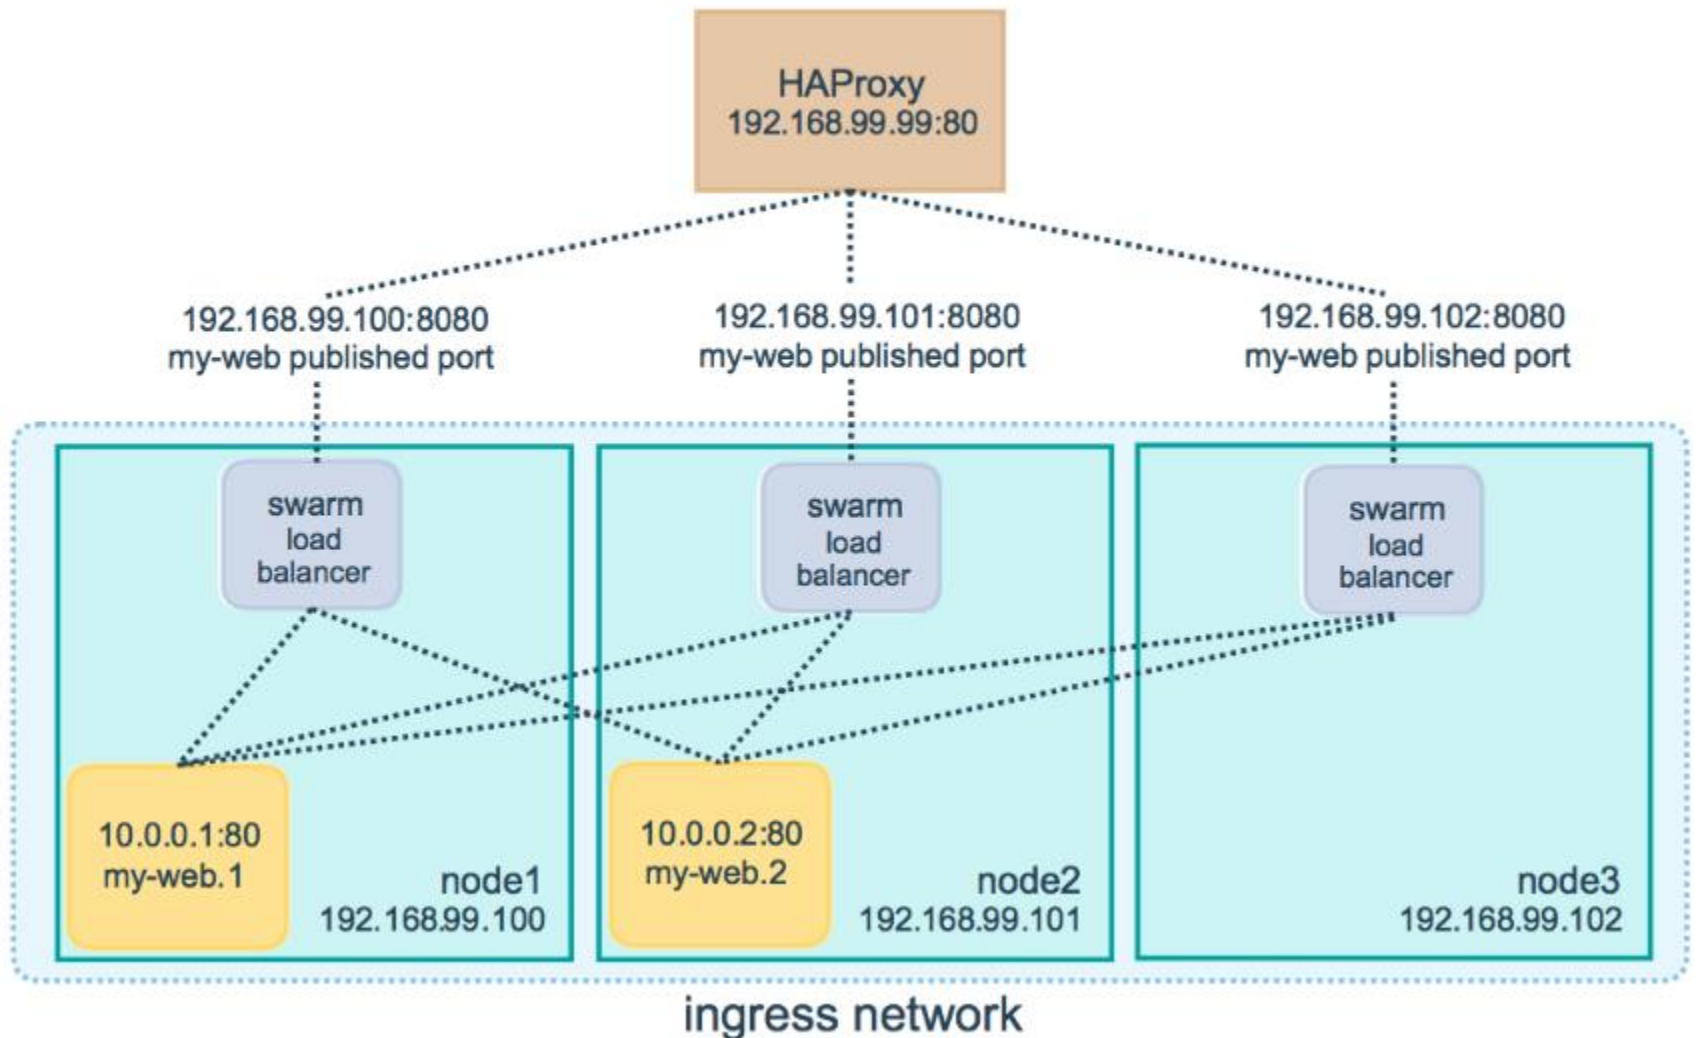 HAProxy
192.168.99.99:80
192.168.99.100:8080
my-web published port
192.168.99.101:8080
my-web published port
192.168.99.102:8080
my-web published port
swarm
load
balancer
swarm
load
balancer
swarm
load
balancer
10.0.0.1:80
my-web.1
node1
192.168.99.100
10.0.0.2:80
my-web.2
node2
192.168.99.101
node3
192.168.99.102
ingress network